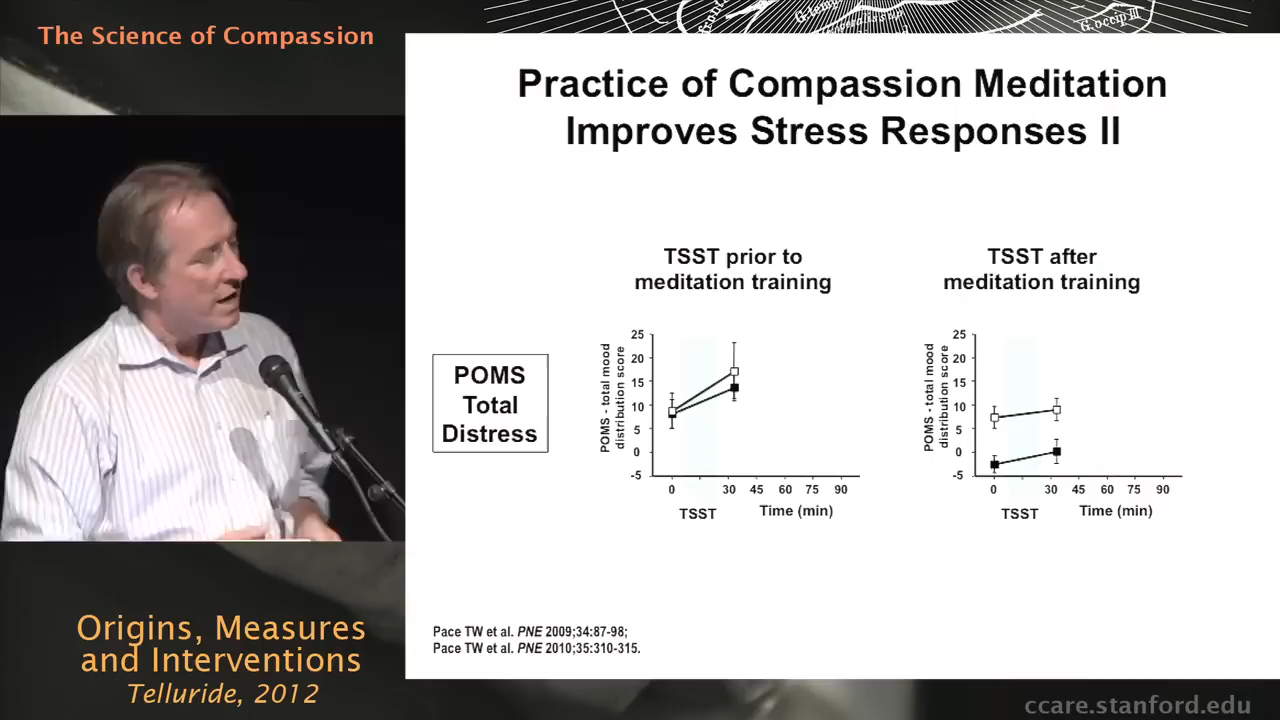 The Science of Compassion
G.occip III
Practice of Compassion Meditation
Improves Stress Responses II
TSST prior to
meditation training
TSST after
meditation training
POMS
Total
Distress
POMS - total mood
distribution score
25
20
15
10
5
0
-5
0
30
45
60
75
90
TSST
Time (min)
POMS - total mood
distribution score
25
20
15
10
5
0
-5
0
30
45
60
75
90
TSST
Time (min)
Pace TW et al. PNE 2009;34:87-98;
Pace TW et al. PNE 2010;35:310-315.
Origins, Measures
and Interventions
Telluride, 2012
ccare.stanford.edu